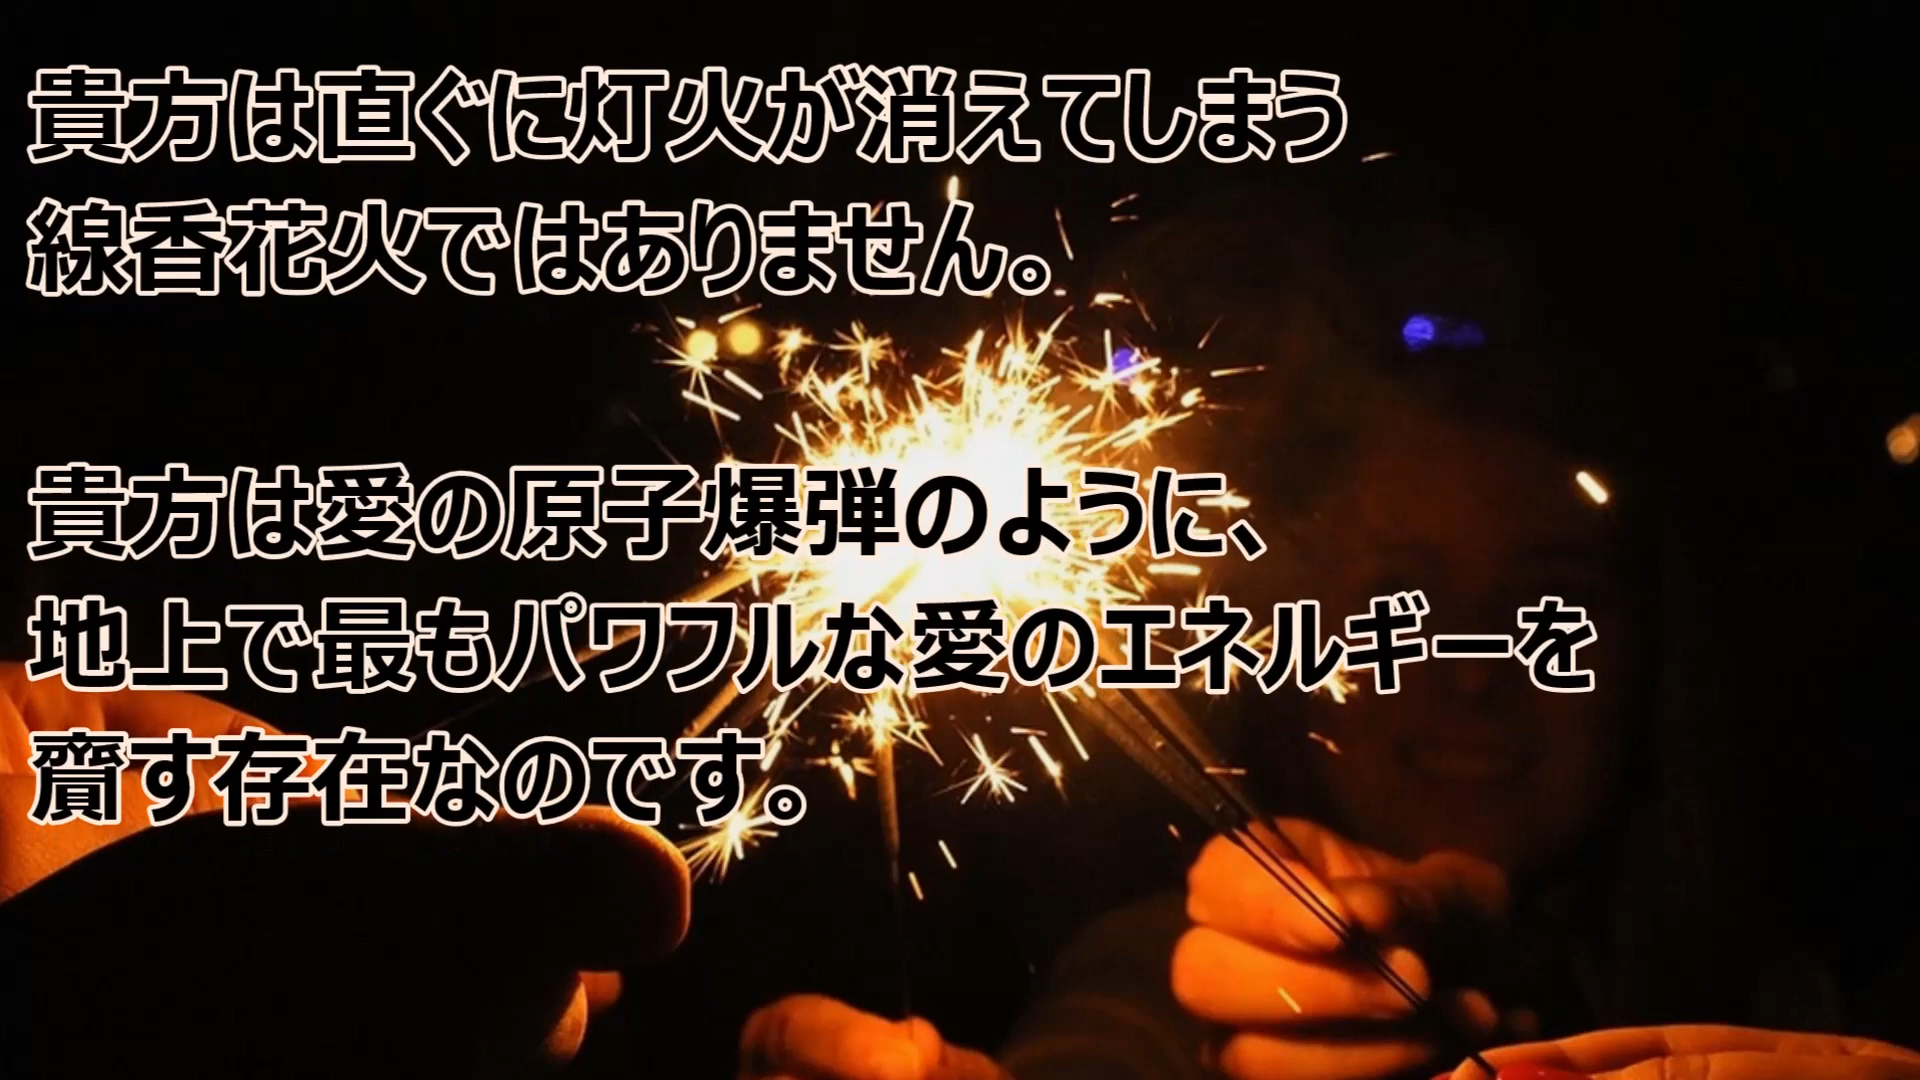 貴方は直ぐに灯火が消えてしまう
線香花火ではありません。
貴方は愛の原子爆弾のように、
地上で最もパワフルな愛のエネルギーを
齎す存在なのです。